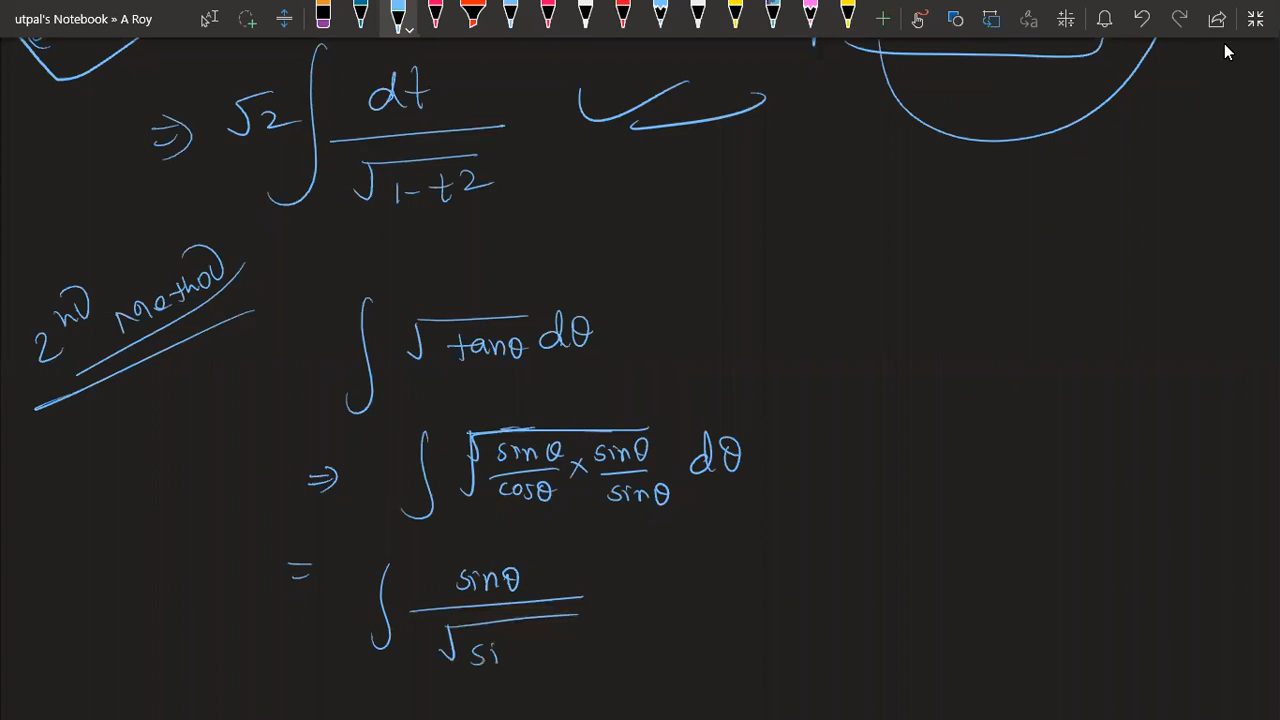 utpal's Notebook » A Roy
⇒ √2 ∫ dt / √(1-t²)
2nd method
∫ √(tanθ) dθ
⇒ ∫ √(sinθ/cosθ × sinθ/sinθ) dθ
= ∫ sinθ / √(si